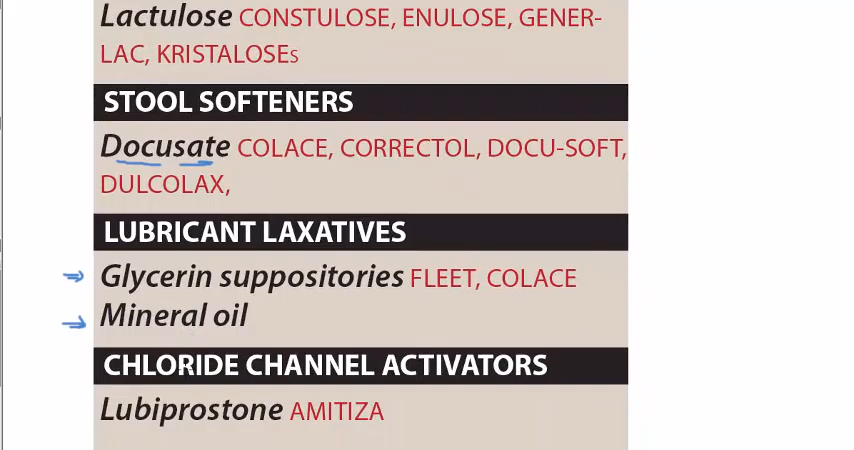 Lactulose CONSTULOSE, ENULOSE, GENER-
LAC, KRISTALOSEs
STOOL SOFTENERS
Docusate COLACE, CORRECTOL, DOCU-SOFT,
DULCOLAX,
LUBRICANT LAXATIVES
Glycerin suppositories FLEET, COLACE
Mineral oil
CHLORIDE CHANNEL ACTIVATORS
Lubiprostone AMITIZA